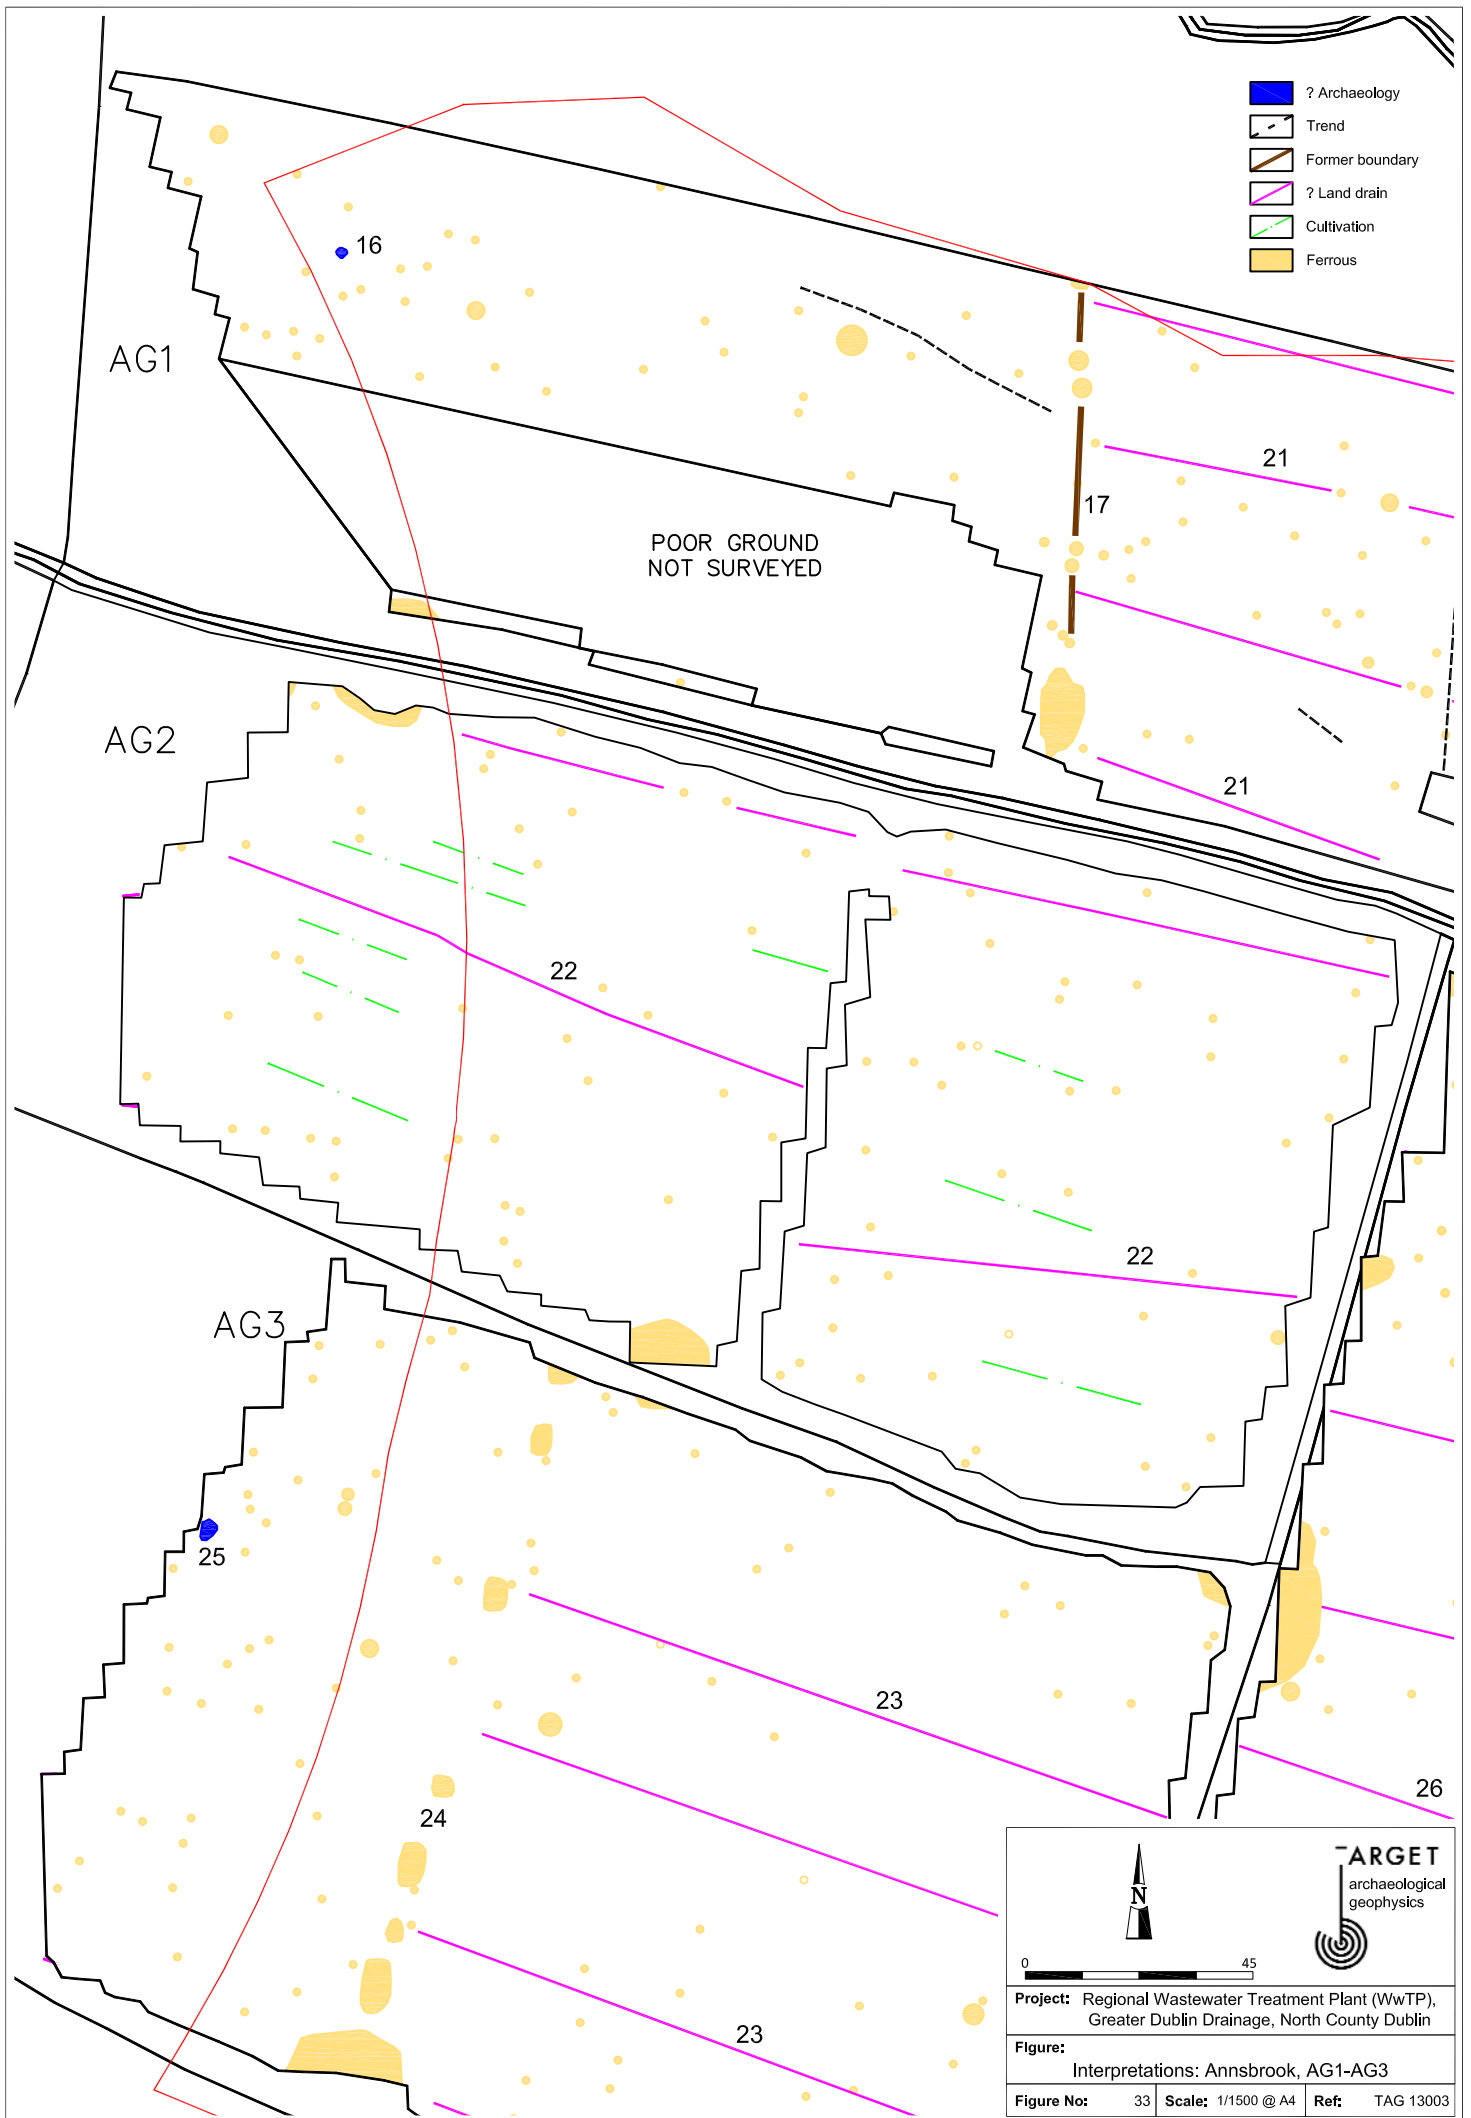 ? Archaeology
Trend
Former boundary
? Land drain
Cultivation
Ferrous
16
AG1
21
17
POOR GROUND
NOT SURVEYED
AG2
21
22
22
AG3
25
23
24
26
23
N
0 45
TARGET
archaeological
geophysics
Project: Regional Wastewater Treatment Plant (WwTP),
Greater Dublin Drainage, North County Dublin
Figure:
Interpretations: Annsbrook, AG1-AG3
Figure No: 33 Scale: 1/1500 @ A4 Ref: TAG 13003